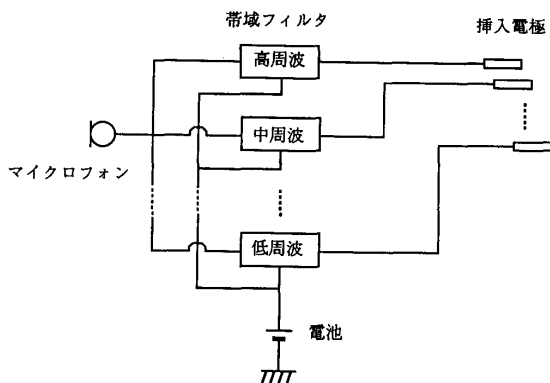 帯域フィルタ
挿入電極
高周波
中周波
マイクロフォン
低周波
電池